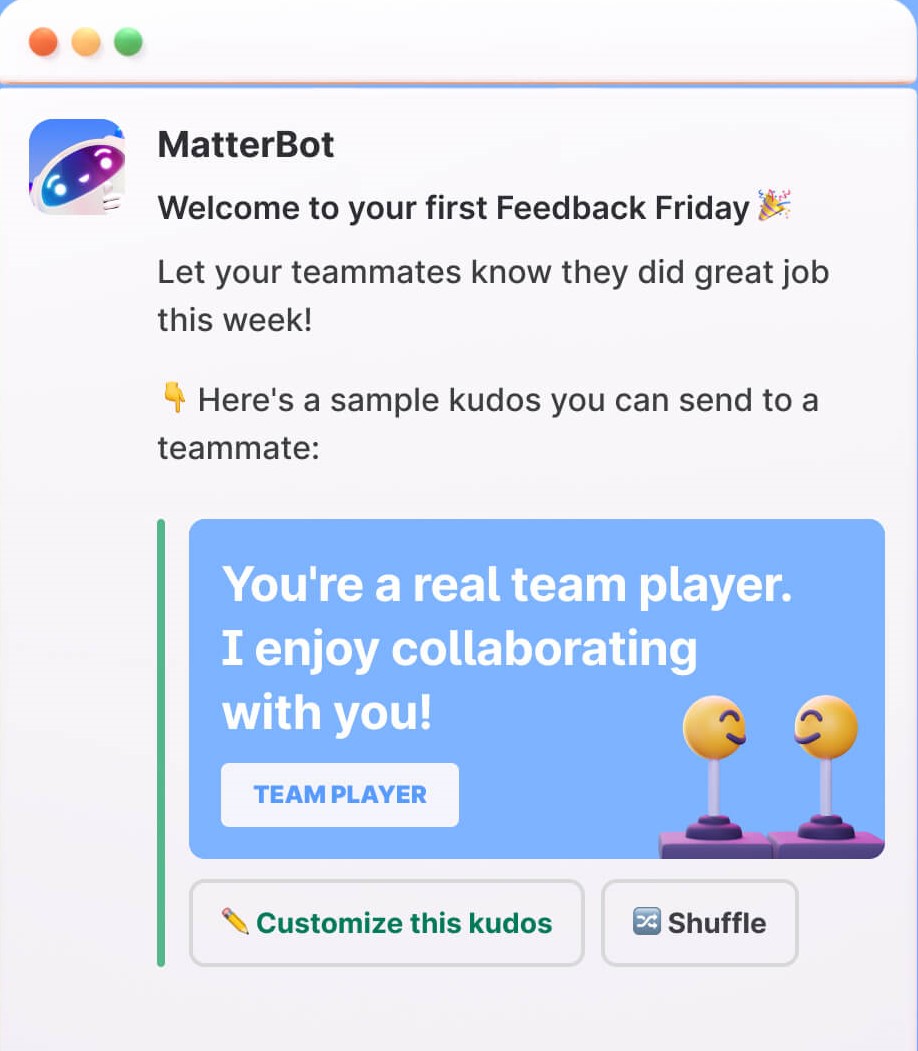 MatterBot
Welcome to your first Feedback Friday 🎉
Let your teammates know they did great job
this week!
👇 Here's a sample kudos you can send to a
teammate:
You're a real team player.
I enjoy collaborating
with you!
TEAM PLAYER
✏️ Customize this kudos
🔀 Shuffle